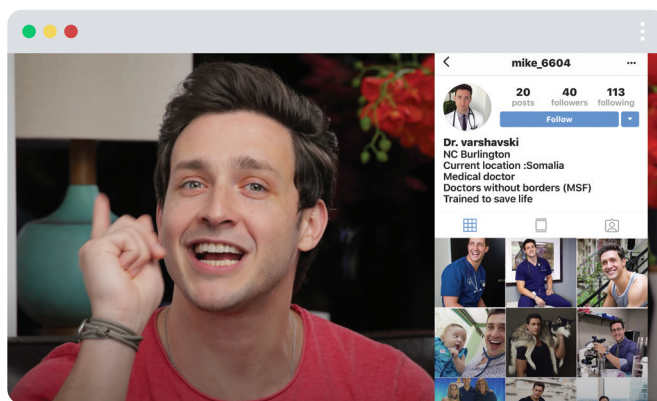 mike_6604
20 40 113
posts followers following
Follow
Dr. varshavski
NC Burlington
Current location :Somalia
Medical doctor
Doctors without borders (MSF)
Trained to save life